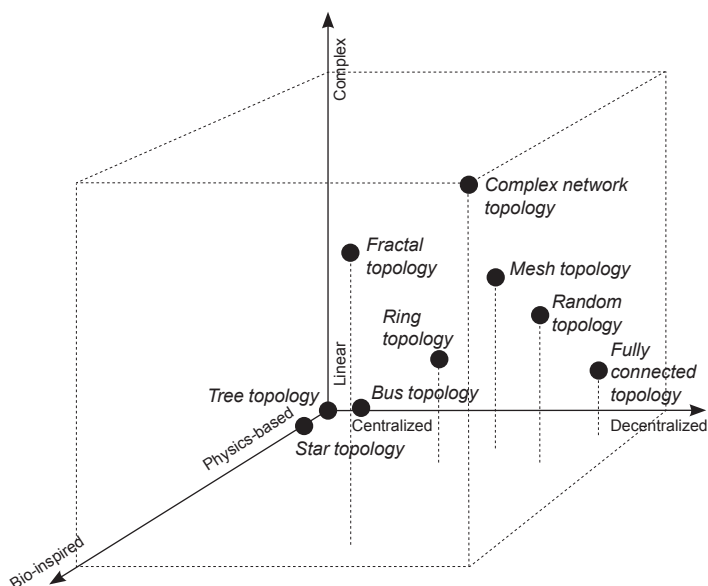 Complex
Complex network
topology
Fractal
topology
Mesh topology
Random
topology
Ring
topology
Linear
Fully
connected
topology
Tree topology
Bus topology
Centralized
Decentralized
Physics-based
Star topology
Bio-inspired